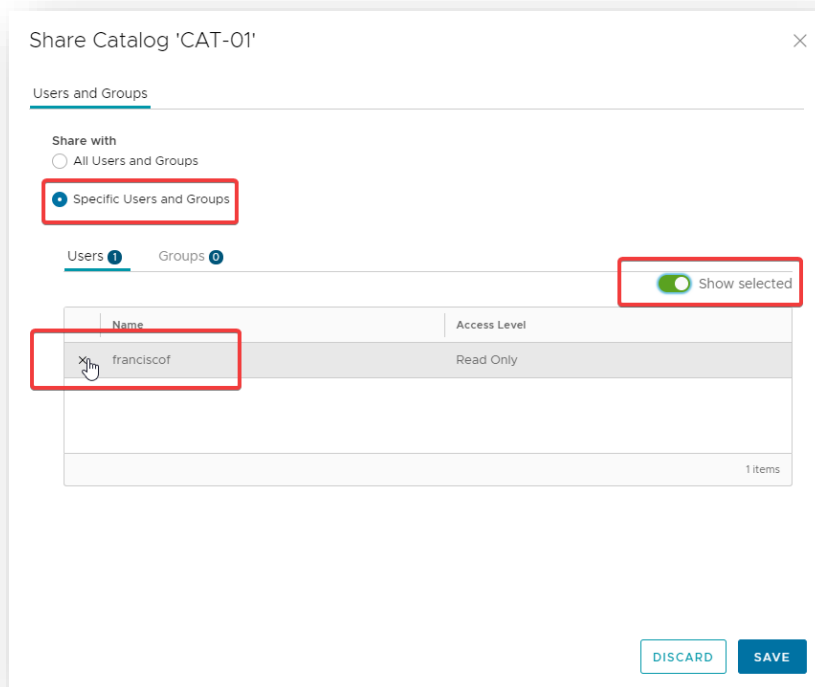 Share Catalog 'CAT-01'
Users and Groups
Share with
All Users and Groups
Specific Users and Groups
Users 1 Groups 0
Show selected
Name Access Level
franciscof Read Only
1 items
DISCARD SAVE